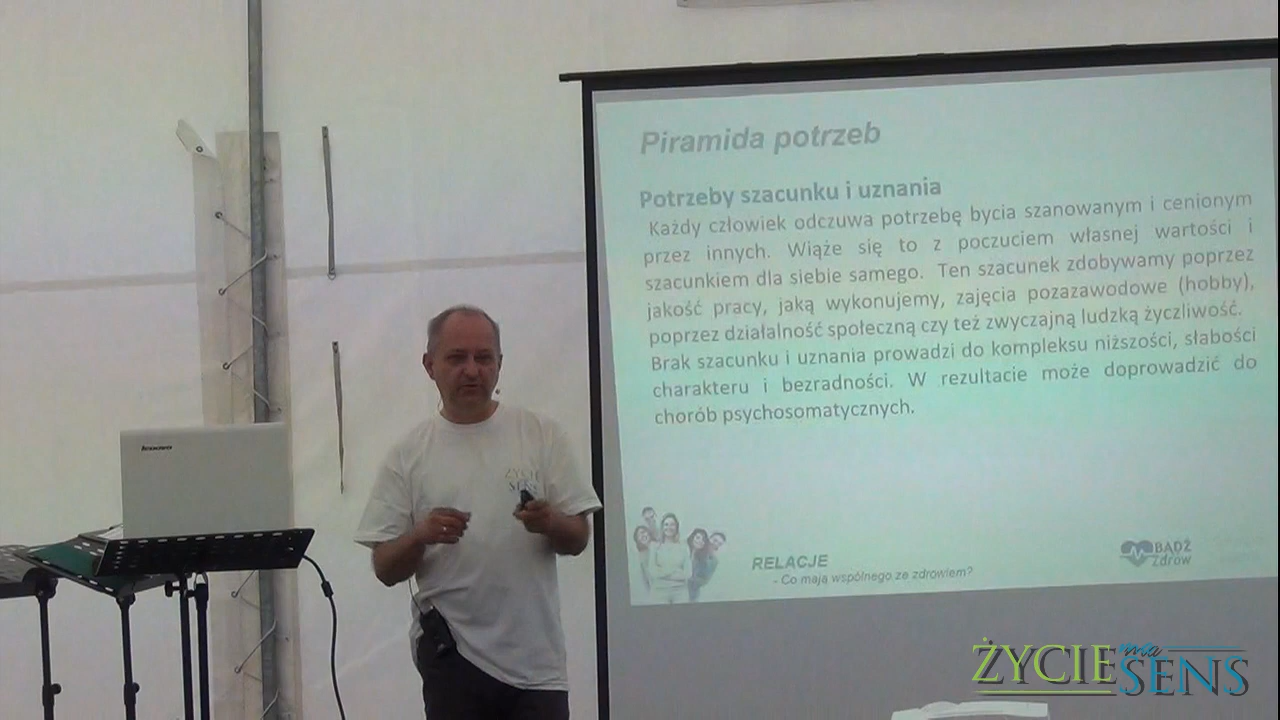 Piramida potrzeb
Potrzeby szacunku i uznania
Każdy człowiek odczuwa potrzebę bycia szanowanym i cenionym
przez innych. Wiąże się to z poczuciem własnej wartości i
szacunkiem dla siebie samego. Ten szacunek zdobywamy poprzez
jakość pracy, jaką wykonujemy, zajęcia pozazawodowe (hobby),
poprzez działalność społeczną czy też zwyczajną ludzką życzliwość.
Brak szacunku i uznania prowadzi do kompleksu niższości, słabości
charakteru i bezradności. W rezultacie może doprowadzić do
chorób psychosomatycznych.
RELACJE
- Co mają wspólnego ze zdrowiem?
BĄDŹ
Zdrów
lenovo
ŻYCIE
SENS
ŻYCIE ma
SENS